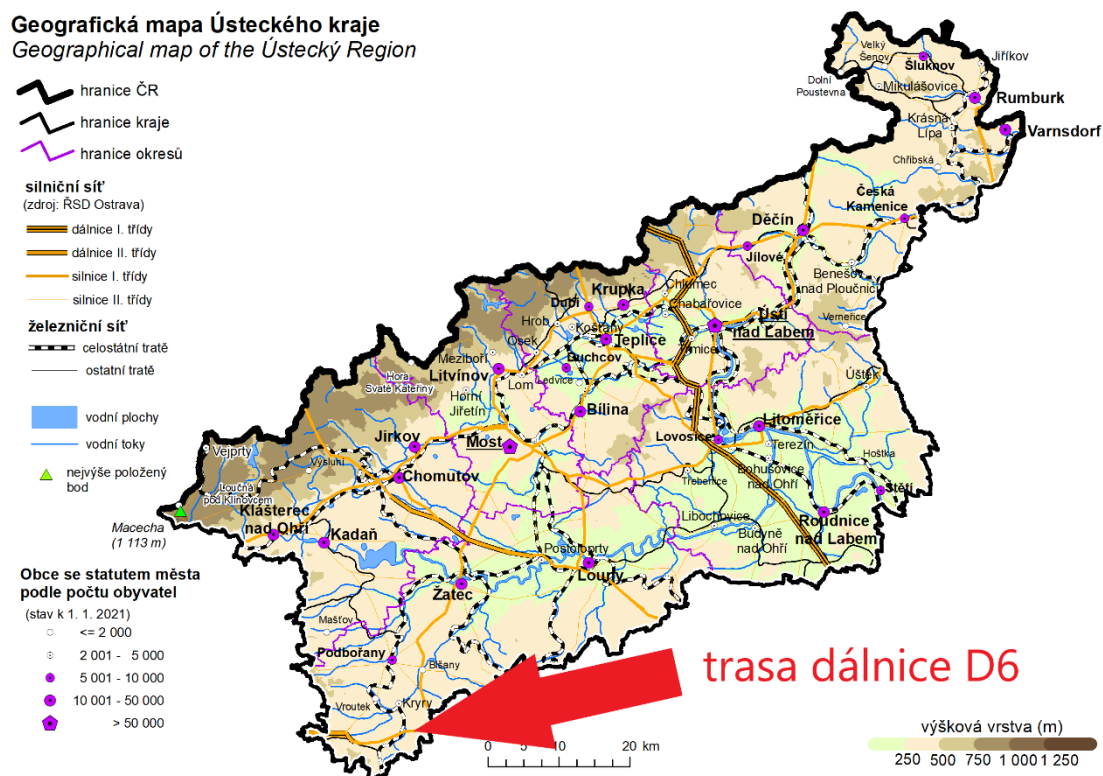 Geografická mapa Ústeckého kraje
Geographical map of the Ústecký Region
hranice ČR
hranice kraje
hranice okresů
silniční síť
(zdroj: ŘSD Ostrava)
dálnice I. třídy
dálnice II. třídy
silnice I. třídy
silnice II. třídy
železniční síť
celostátní tratě
ostatní tratě
vodní plochy
vodní toky
nejvýše položený
bod
Macecha
(1 113 m)
Obce se statutem města
podle počtu obyvatel
(stav k 1. 1. 2021)
<= 2 000
2 001 - 5 000
5 001 - 10 000
10 001 - 50 000
> 50 000
Velký
Šenov
Šluknov
Jiříkov
Dolní
Poustevna
Mikulášovice
Rumburk
Krásná
Lípa
Varnsdorf
Chřibská
Česká
Kamenice
Děčín
Jílové
Benešov
nad Ploučnicí
Verneřice
Chlumec
Krupka
Chabařovice
Dubí
Ústí
nad Labem
Hrob
Košťany
Teplice
Trmice
Osek
Meziboří
Duchcov
Litvínov
Lom
Ledvice
Hora
Svaté Kateřiny
Horní
Jiřetín
Bílina
Úštěk
Litoměřice
Jirkov
Most
Lovosice
Terezín
Vejprty
Výsluní
Bohušovice
nad Ohří
Hoštka
Třebenice
Chomutov
Loučná
pod Klínovcem
Štětí
Klášterec
nad Ohří
Libochovice
Roudnice
nad Labem
Kadaň
Budyně
nad Ohří
Postoloprty
Louny
Žatec
Mašťov
Podbořany
Blšany
trasa dálnice D6
Vroutek
Kryry
0 5 10 20 km
výšková vrstva (m)
250 500 750 1 000 1 250